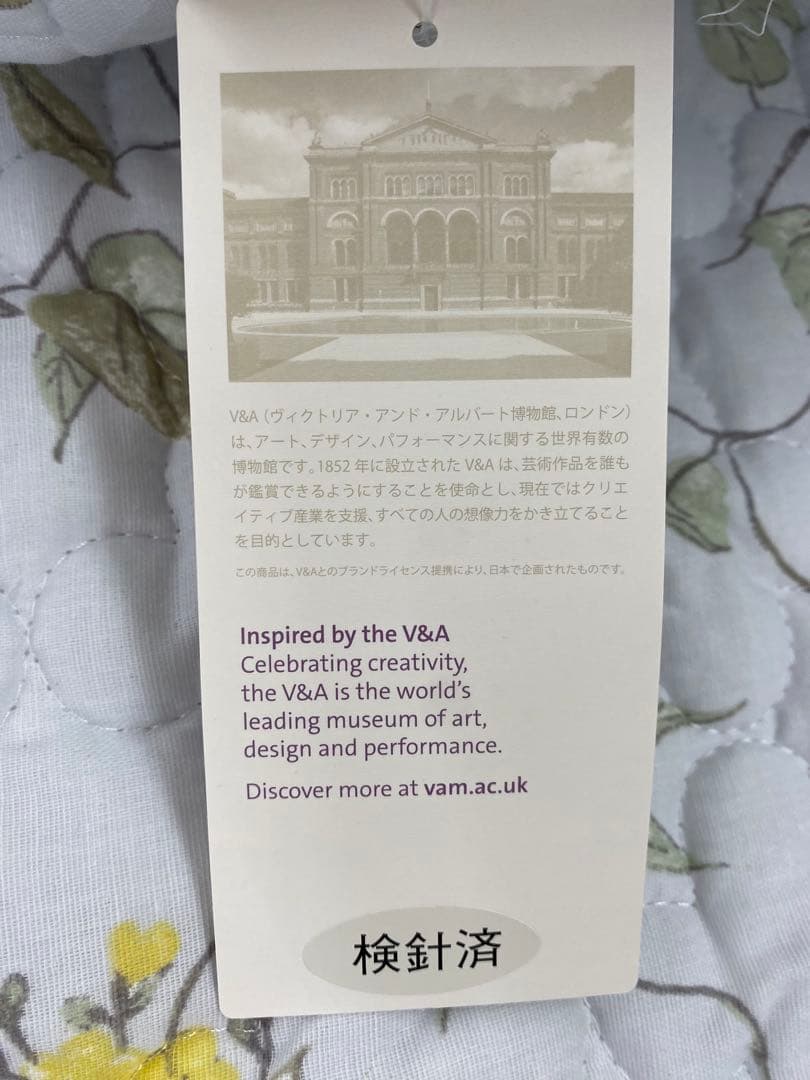 V&A（ヴィクトリア・アンド・アルバート博物館、ロンドン）
は、アート、デザイン、パフォーマンスに関する世界有数の
博物館です。1852 年に設立された V&A は、芸術作品を誰も
が鑑賞できるようにすることを使命とし、現在ではクリエ
イティブ産業を支援、すべての人の想像力をかき立てること
を目的としています。
この商品は、V&Aとのブランドライセンス提携により、日本で企画されたものです。
Inspired by the V&A
Celebrating creativity,
the V&A is the world's
leading museum of art,
design and performance.
Discover more at vam.ac.uk
検針済